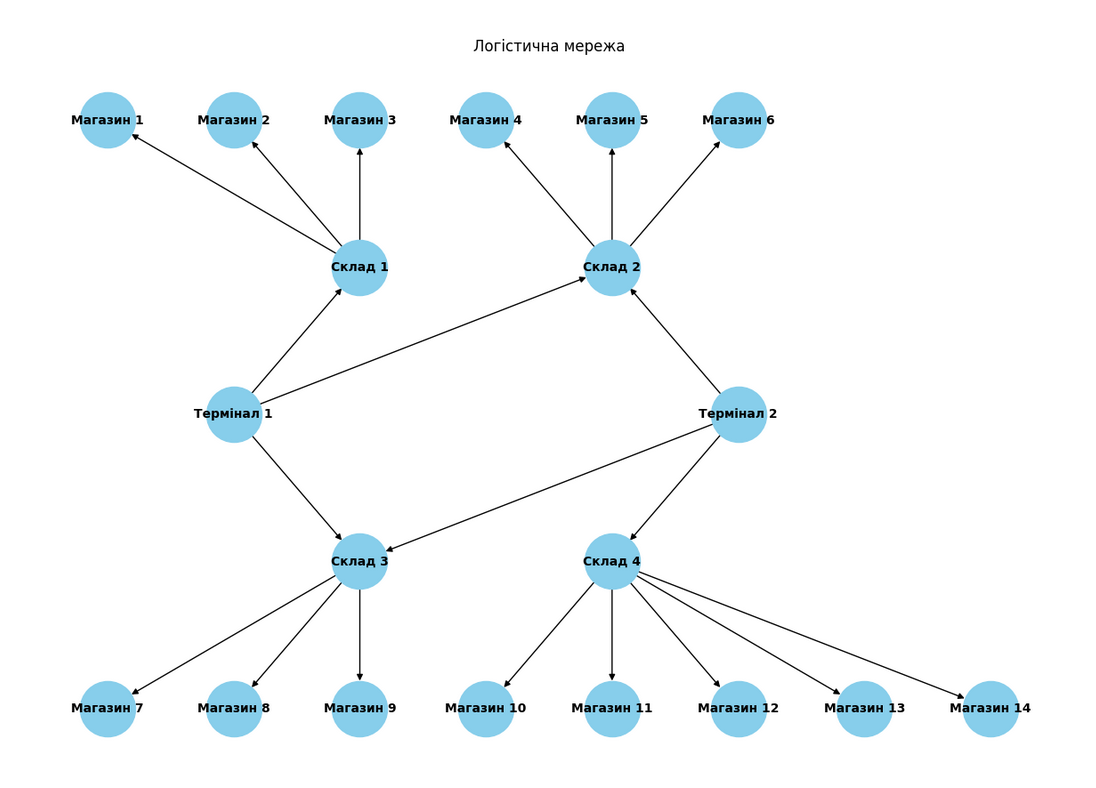 Логістична мережа
Магазин 1
Магазин 2
Магазин 3
Магазин 4
Магазин 5
Магазин 6
Склад 1
Склад 2
Термінал 1
Термінал 2
Склад 3
Склад 4
Магазин 7
Магазин 8
Магазин 9
Магазин 10
Магазин 11
Магазин 12
Магазин 13
Магазин 14